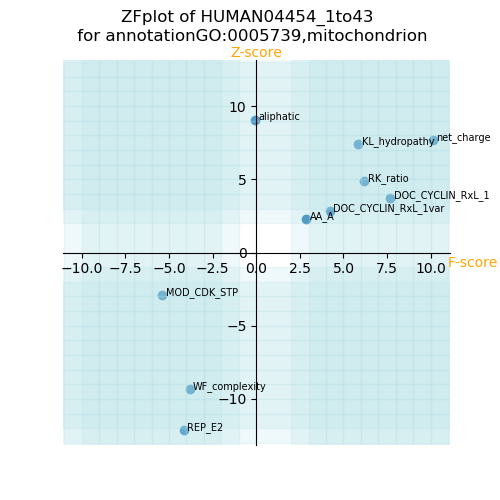 ZFplot of HUMAN04454_1to43
for annotationGO:0005739,mitochondrion
Z-score
10
aliphatic
KL_hydropathy
net_charge
5
RK_ratio
DOC_CYCLIN_RxL_1
DOC_CYCLIN_RxL_1var
AA_A
0
F-score
−10.0 −7.5 −5.0 −2.5 0.0 2.5 5.0 7.5 10.0
MOD_CDK_STP
−5
WF_complexity
−10
REP_E2